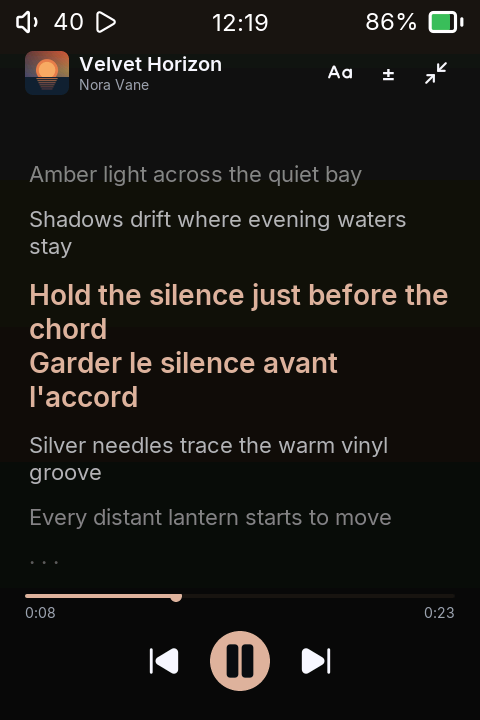 40
12:19
86%
Velvet Horizon
Nora Vane
Aa
±
Amber light across the quiet bay
Shadows drift where evening waters
stay
Hold the silence just before the
chord
Garder le silence avant
l'accord
Silver needles trace the warm vinyl
groove
Every distant lantern starts to move
. . .
0:08
0:23